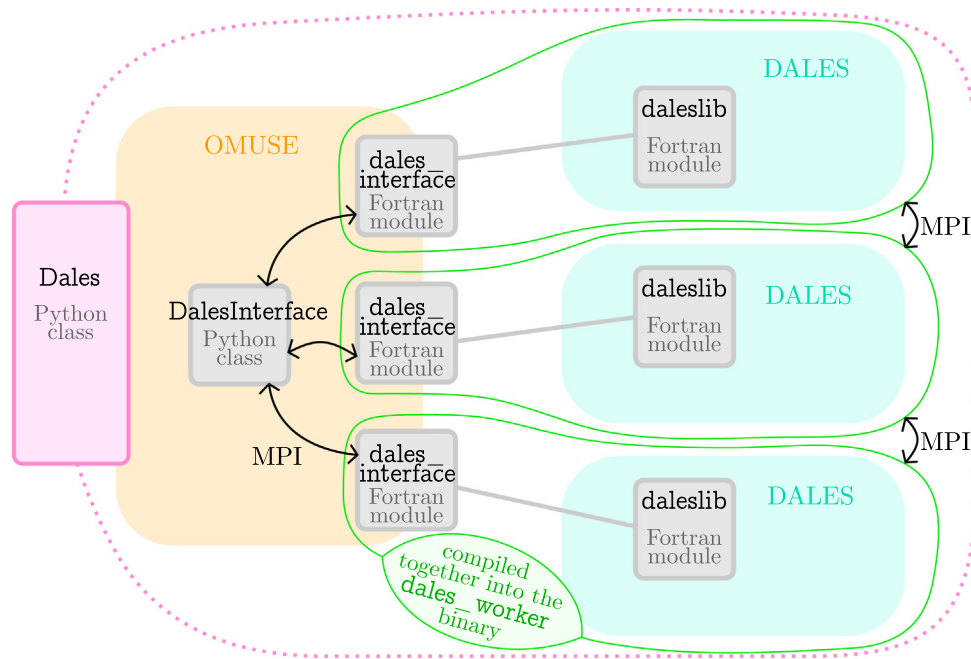 DALES
daleslib
Fortran
module
OMUSE
dales_
interface
Fortran
module
MPI
Dales
Python
class
DalesInterface
Python
class
dales_
interface
Fortran
module
DALES
daleslib
Fortran
module
MPI
MPI
dales_
interface
Fortran
module
DALES
daleslib
Fortran
module
compiled
together into the
dales_worker
binary